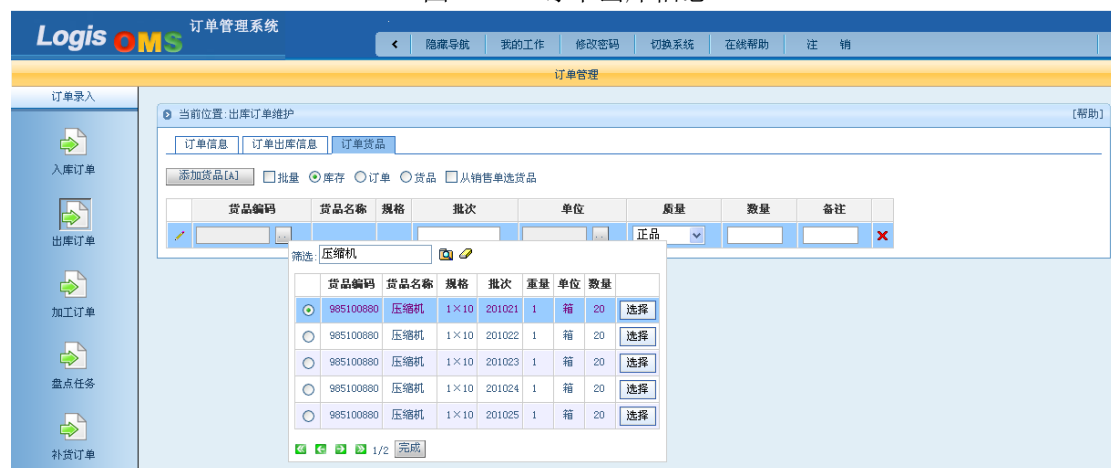 Logis OMS 订单管理系统
隐藏导航 我的工作 修改密码 切换系统 在线帮助 注 销
订单管理
订单录入
入库订单
出库订单
加工订单
盘点任务
补货订单
当前位置:出库订单维护 [帮助]
订单信息 订单出库信息 订单货品
添加货品[A] 批量 库存 订单 货品 从销售单选货品
货品编码 货品名称 规格 批次 单位 质量 数量 备注
正品
筛选: 压缩机
货品编码 货品名称 规格 批次 重量 单位 数量
985100880 压缩机 1×10 201021 1 箱 20 选择
985100880 压缩机 1×10 201022 1 箱 20 选择
985100880 压缩机 1×10 201023 1 箱 20 选择
985100880 压缩机 1×10 201024 1 箱 20 选择
985100880 压缩机 1×10 201025 1 箱 20 选择
1/2 完成